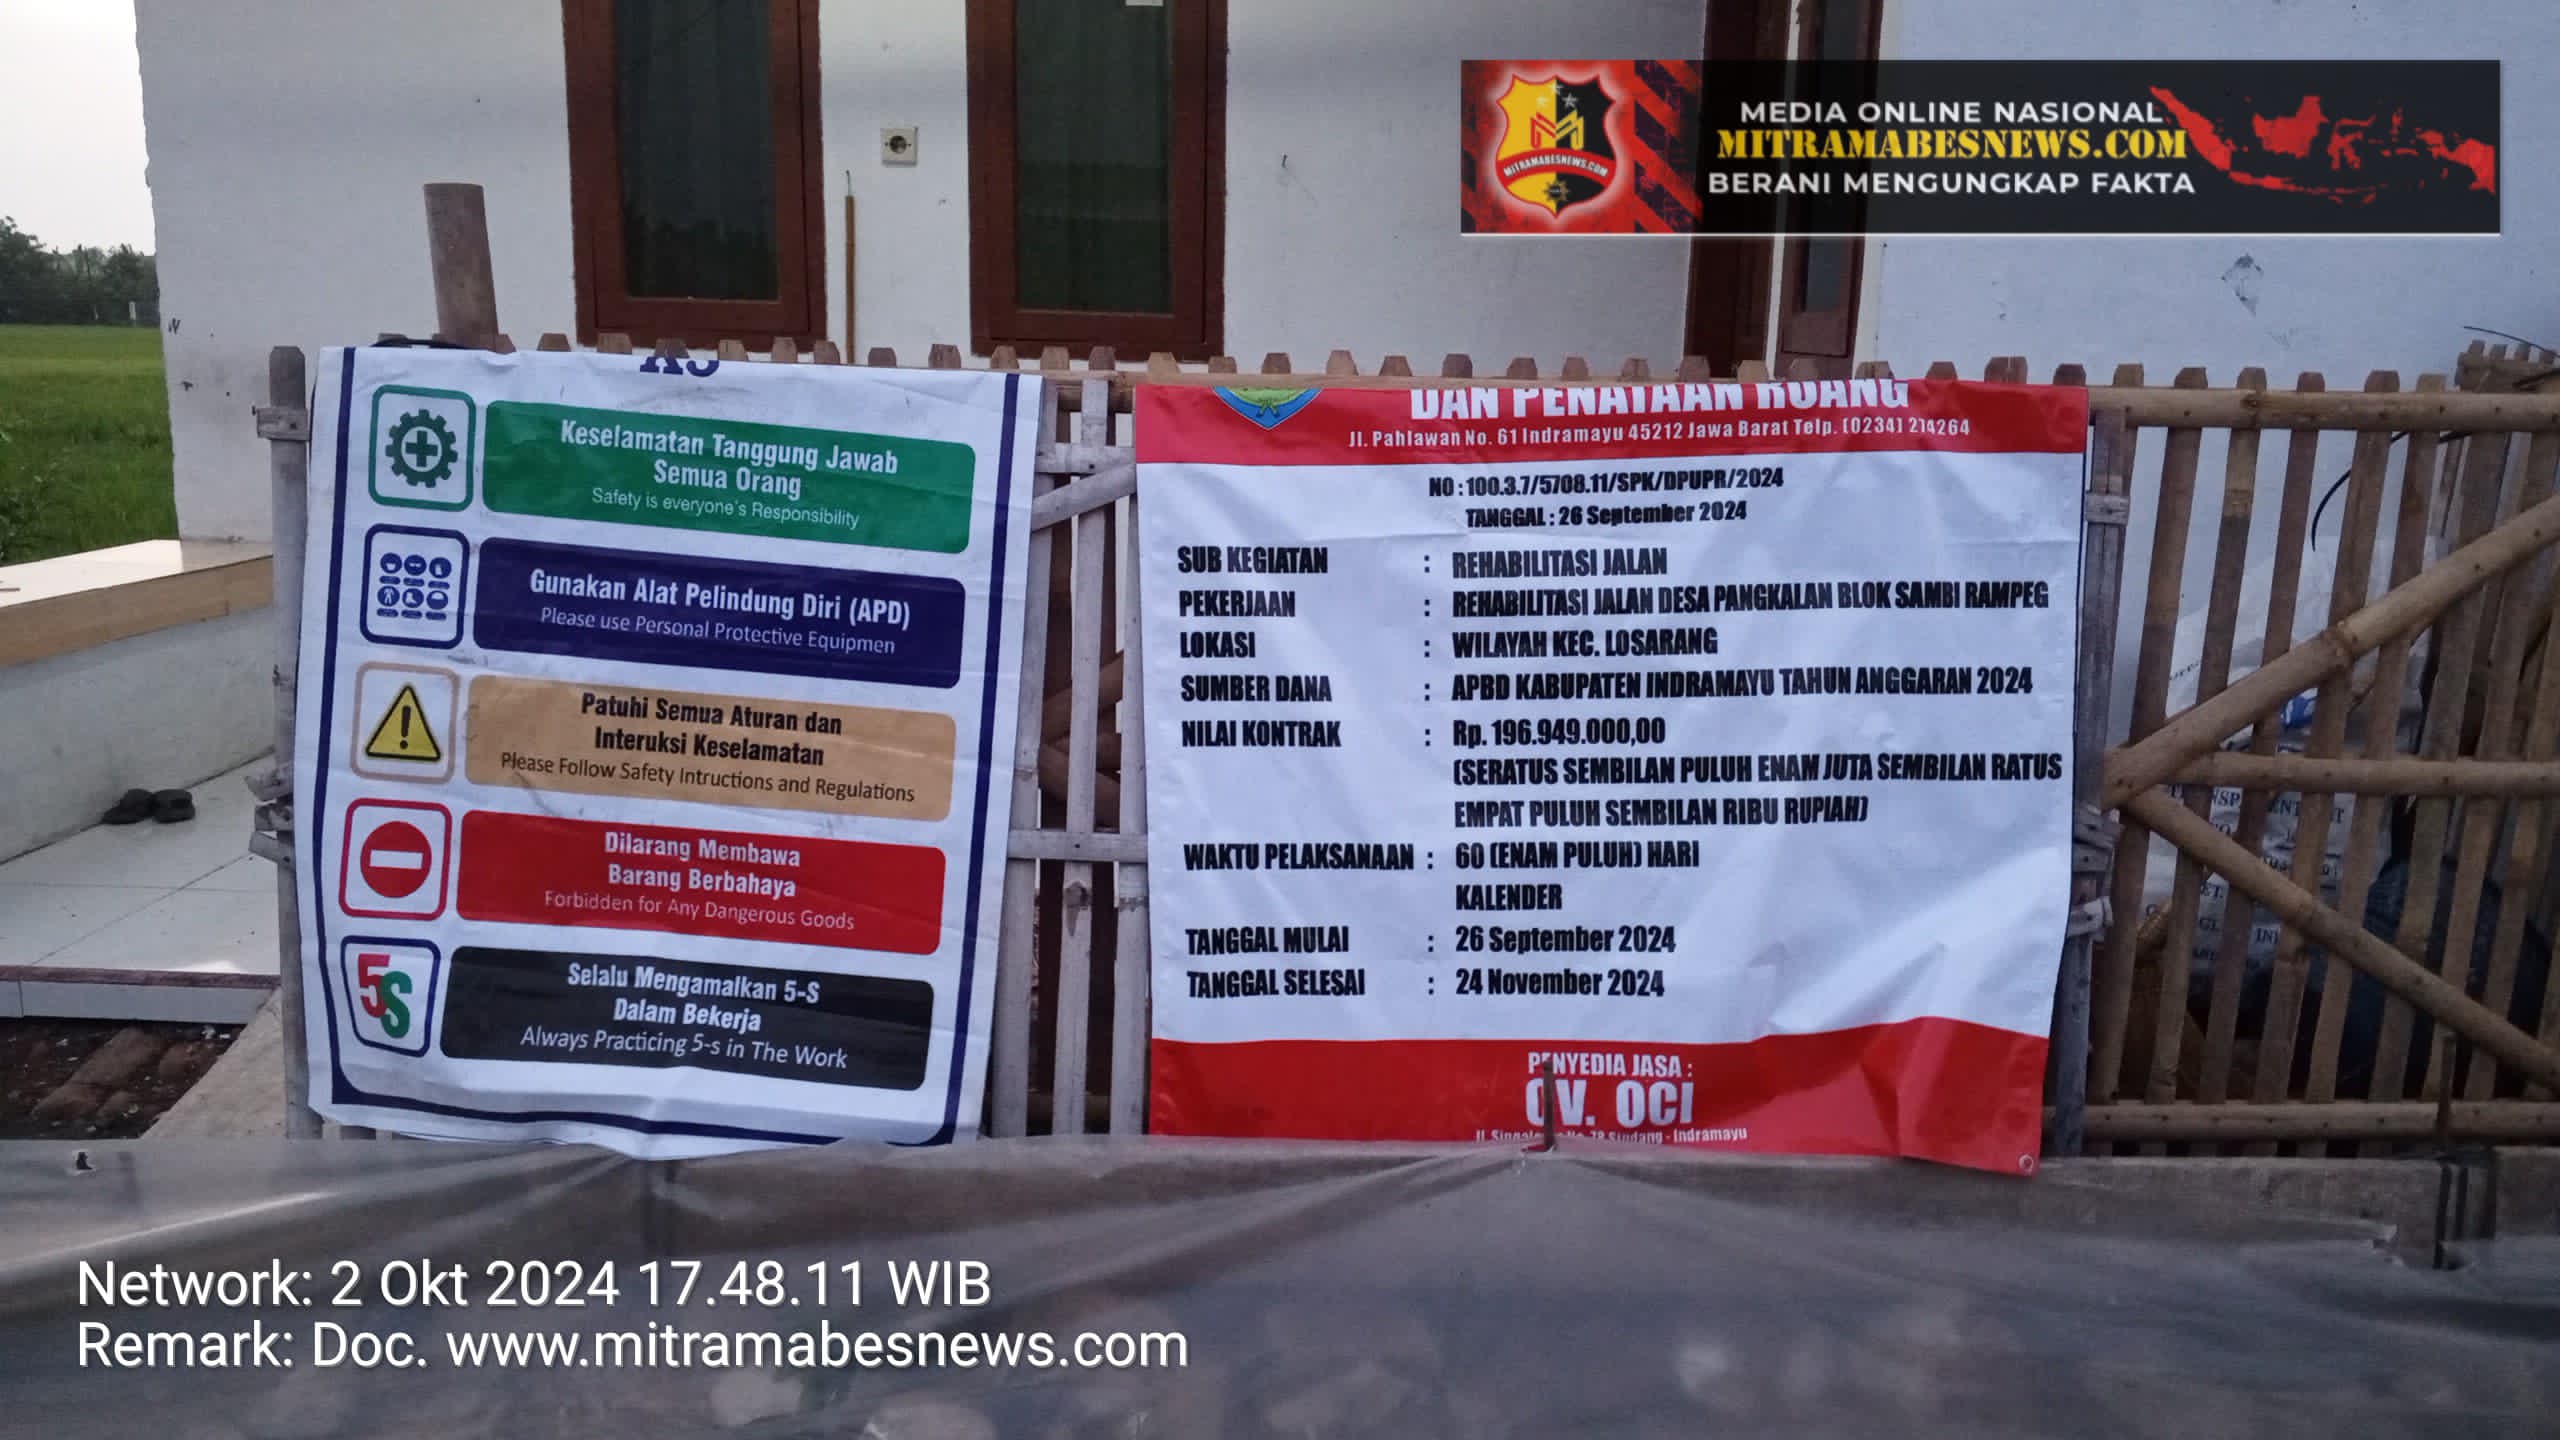 MEDIA ONLINE NASIONAL
MITRAMABESNEWS.COM
BERANI MENGUNGKAP FAKTA
MITRAMABESNEWS.COM
K3
Keselamatan Tanggung Jawab
Semua Orang
Safety is everyone's Responsibility
Gunakan Alat Pelindung Diri (APD)
Please use Personal Protective Equipmen
Patuhi Semua Aturan dan
Interuksi Keselamatan
Please Follow Safety Intructions and Regulations
Dilarang Membawa
Barang Berbahaya
Forbidden for Any Dangerous Goods
5S
Selalu Mengamalkan 5-S
Dalam Bekerja
Always Practicing 5-s in The Work
DAN PENATAAN RUANG
Jl. Pahlawan No. 61 Indramayu 45212 Jawa Barat Telp. (0234) 274264
NO : 100.3.7/5708.11/SPK/DPUPR/2024
TANGGAL : 26 September 2024
SUB KEGIATAN : REHABILITASI JALAN
PEKERJAAN : REHABILITASI JALAN DESA PANGKALAN BLOK SAMBI RAMPEG
LOKASI : WILAYAH KEC. LOSARANG
SUMBER DANA : APBD KABUPATEN INDRAMAYU TAHUN ANGGARAN 2024
NILAI KONTRAK : Rp. 196.949.000,00
(SERATUS SEMBILAN PULUH ENAM JUTA SEMBILAN RATUS
EMPAT PULUH SEMBILAN RIBU RUPIAH)
WAKTU PELAKSANAAN : 60 (ENAM PULUH) HARI
KALENDER
TANGGAL MULAI : 26 September 2024
TANGGAL SELESAI : 24 November 2024
PENYEDIA JASA :
CV. OCI
No. 78 Sindang - Indramayu
Network: 2 Okt 2024 17.48.11 WIB
Remark: Doc. www.mitramabesnews.com